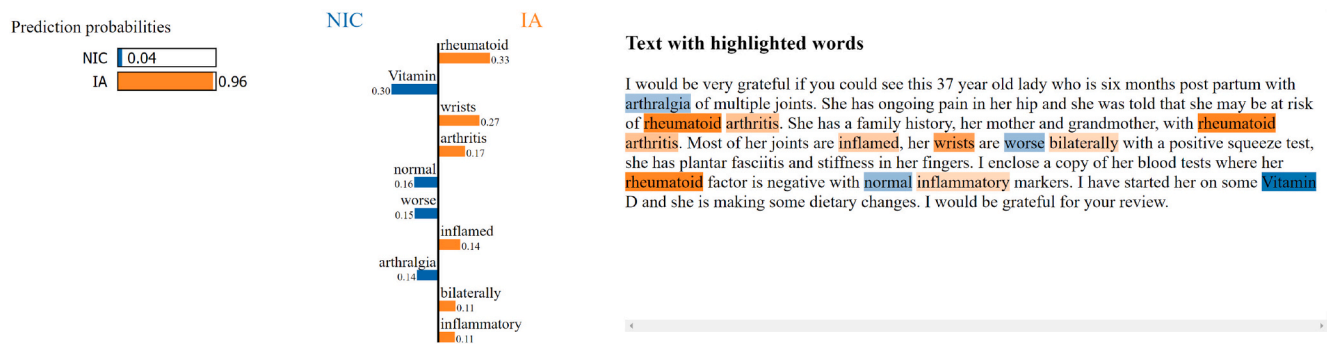 Prediction probabilities
NIC 0.04
IA 0.96
NIC IA
rheumatoid
0.33
Vitamin
0.30
wrists
0.27
arthritis
0.17
normal
0.16
worse
0.15
inflamed
0.14
arthralgia
0.14
bilaterally
0.11
inflammatory
0.11
Text with highlighted words
I would be very grateful if you could see this 37 year old lady who is six months post partum with
arthralgia of multiple joints. She has ongoing pain in her hip and she was told that she may be at risk
of rheumatoid arthritis. She has a family history, her mother and grandmother, with rheumatoid
arthritis. Most of her joints are inflamed, her wrists are worse bilaterally with a positive squeeze test,
she has plantar fasciitis and stiffness in her fingers. I enclose a copy of her blood tests where her
rheumatoid factor is negative with normal inflammatory markers. I have started her on some Vitamin
D and she is making some dietary changes. I would be grateful for your review.